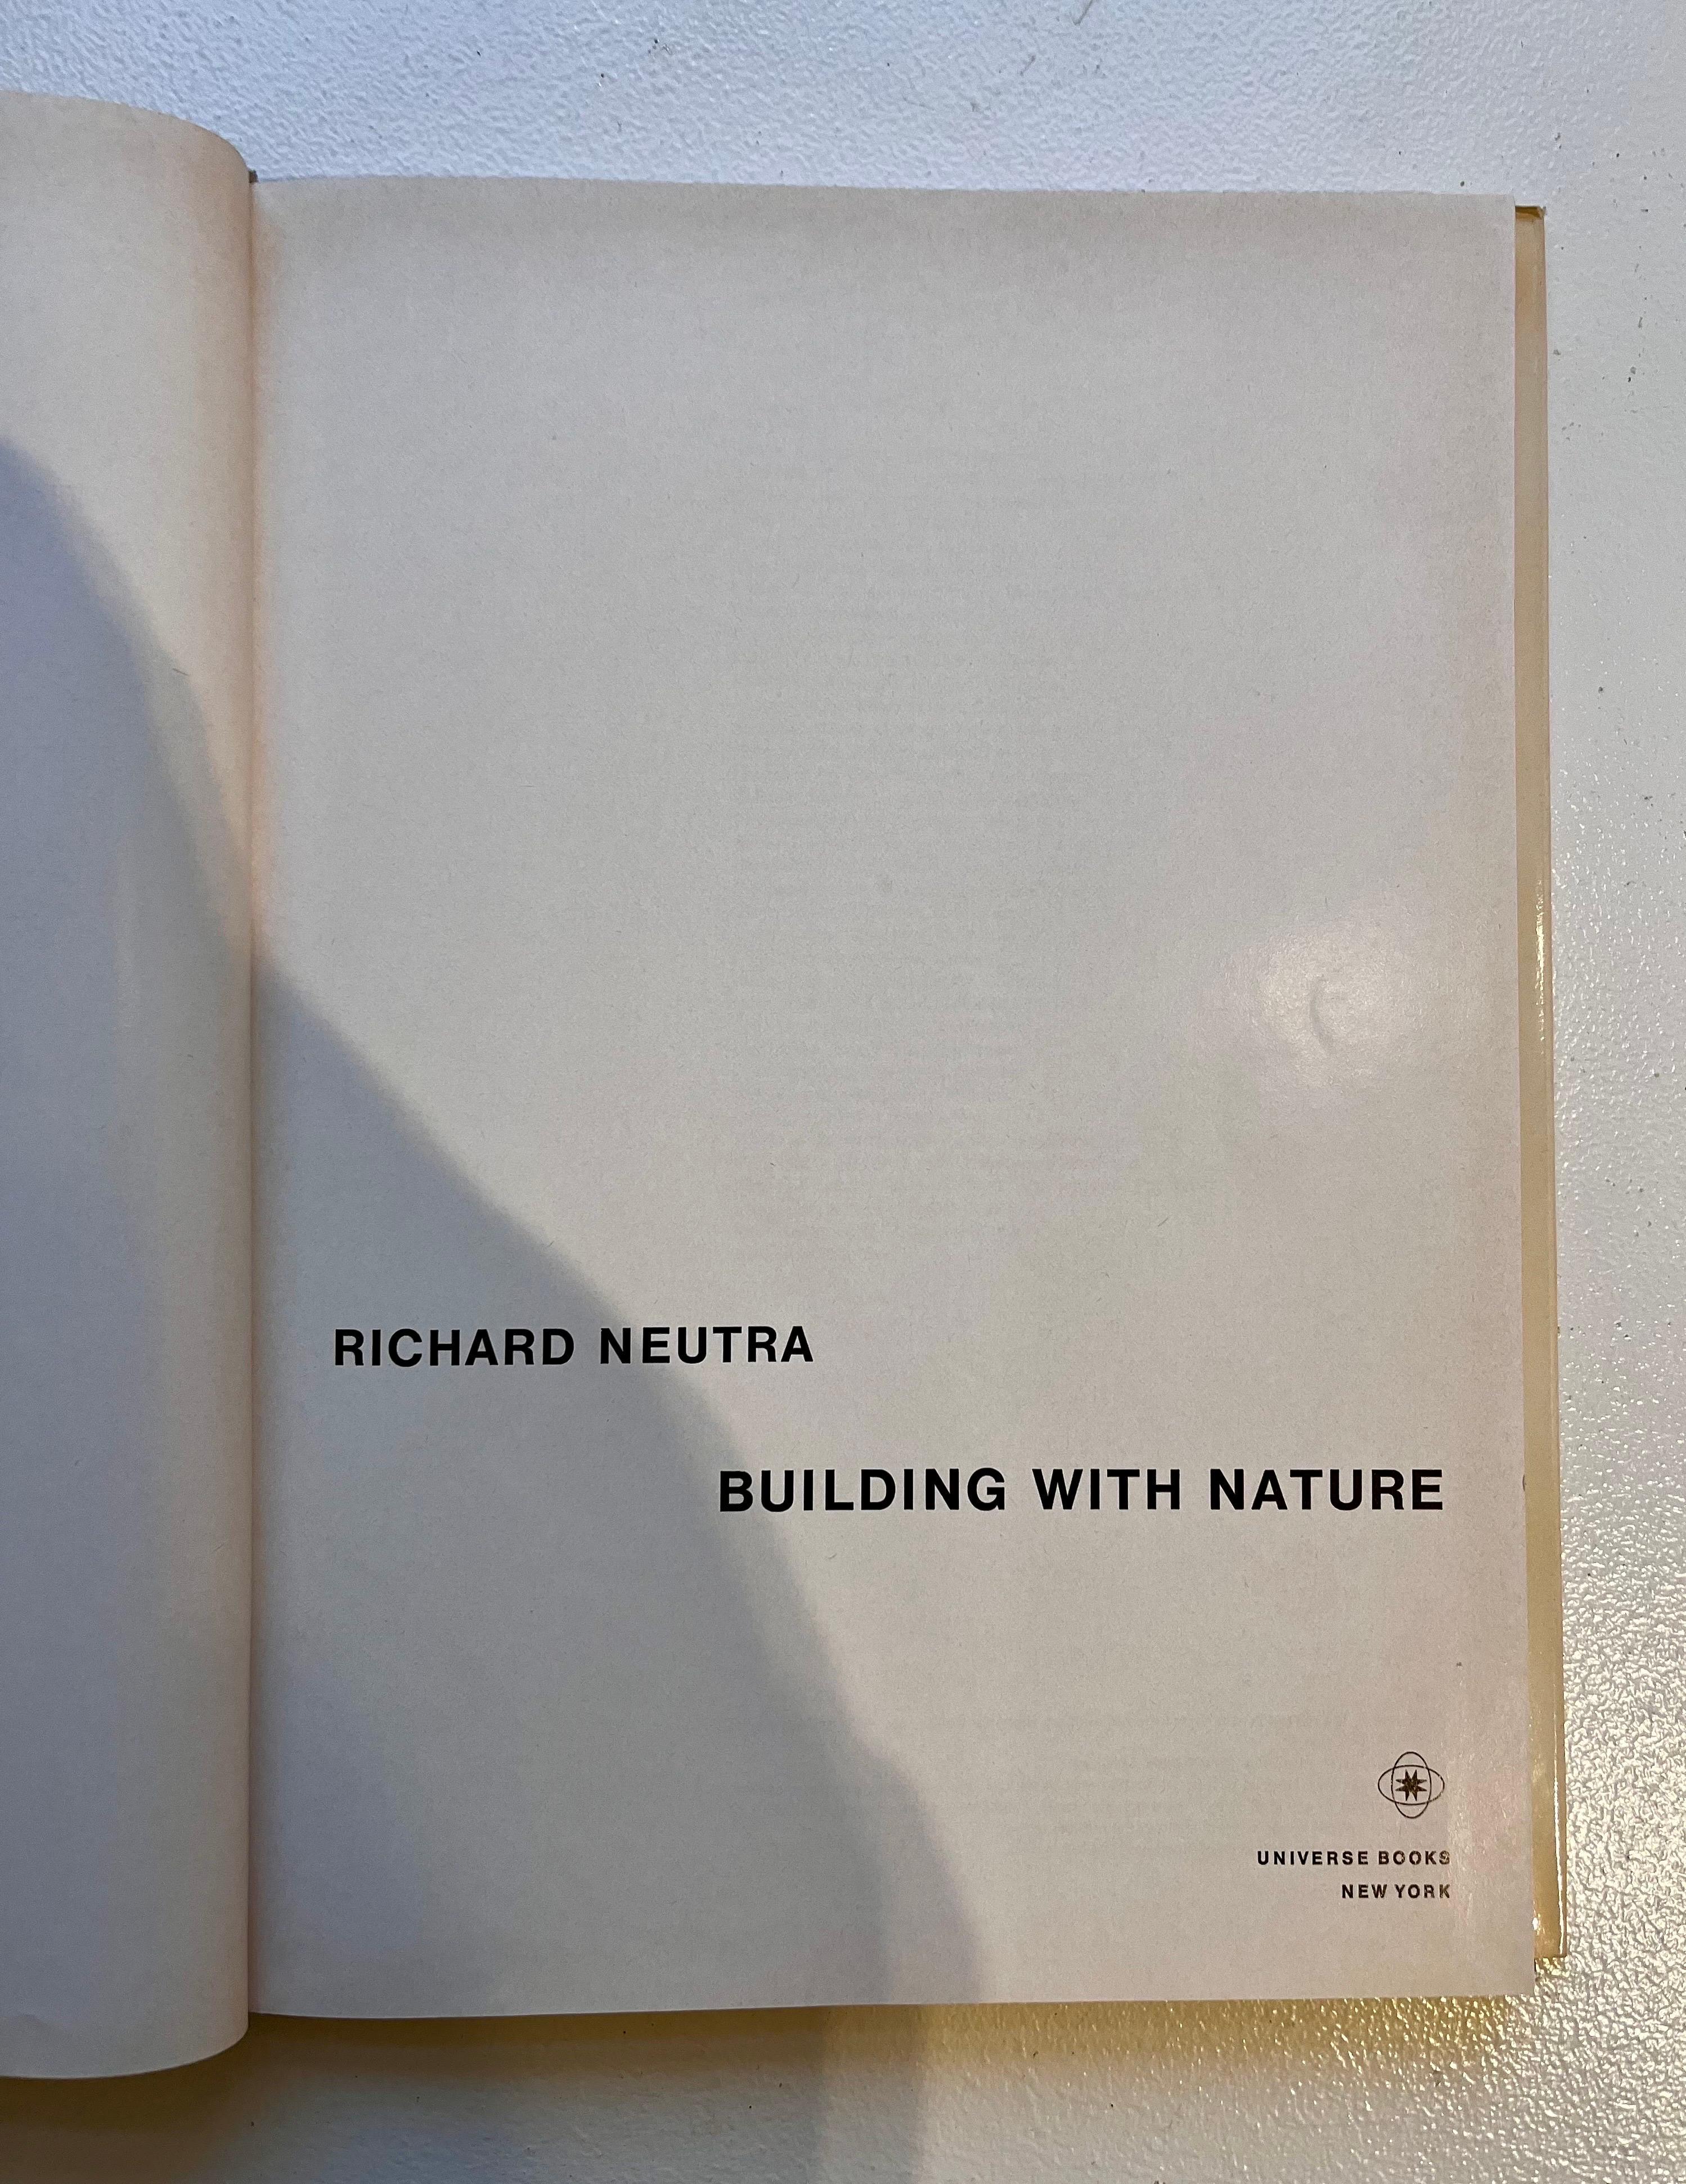 RICHARD NEUTRA
BUILDING WITH NATURE
UNIVERSE BOOKS
NEW YORK